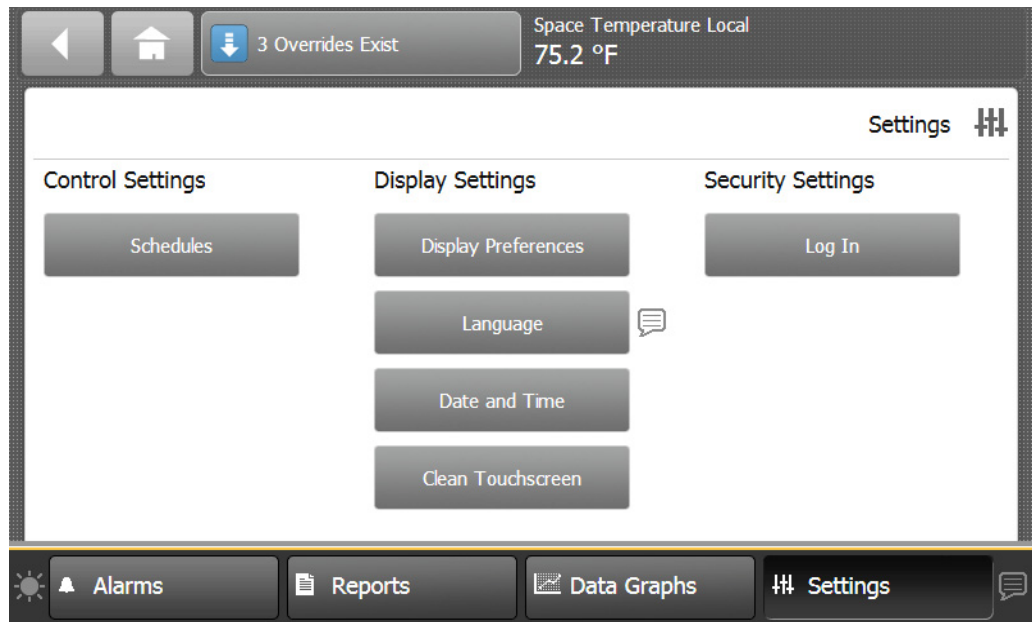 3 Overrides Exist
Space Temperature Local
75.2 °F
Settings
Control Settings
Display Settings
Security Settings
Schedules
Display Preferences
Log In
Language
Date and Time
Clean Touchscreen
Alarms
Reports
Data Graphs
Settings